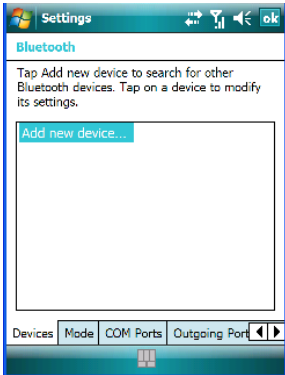 Settings
ok
Bluetooth
Tap Add new device to search for other
Bluetooth devices. Tap on a device to modify
its settings.
Add new device...
Devices Mode COM Ports Outgoing Port